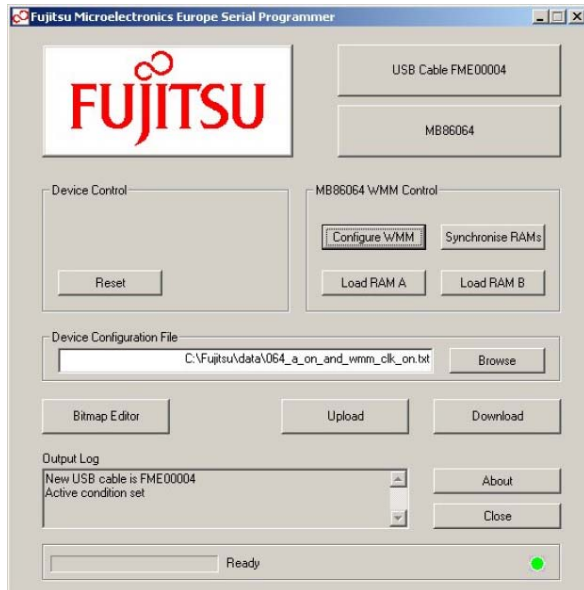 Fujitsu Microelectronics Europe Serial Programmer
FUJITSU
USB Cable FME00004
MB86064
Device Control
Reset
MB86064 WMM Control
Configure WMM
Synchronise RAMs
Load RAM A
Load RAM B
Device Configuration File
C:\Fujitsu\data\064_a_on_and_wmm_clk_on.txt
Browse
Bitmap Editor
Upload
Download
Output Log
New USB cable is FME00004
Active condition set
About
Close
Ready